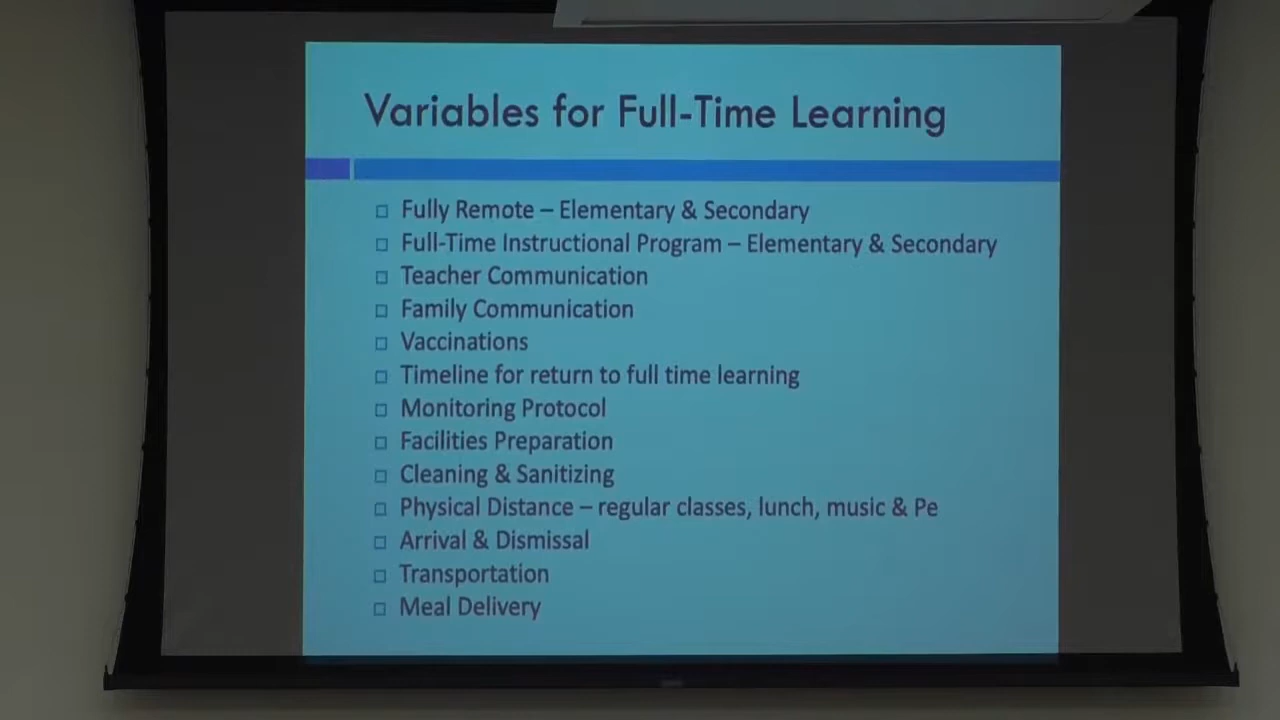 Variables for Full-Time Learning
Fully Remote – Elementary & Secondary
Full-Time Instructional Program – Elementary & Secondary
Teacher Communication
Family Communication
Vaccinations
Timeline for return to full time learning
Monitoring Protocol
Facilities Preparation
Cleaning & Sanitizing
Physical Distance – regular classes, lunch, music & Pe
Arrival & Dismissal
Transportation
Meal Delivery